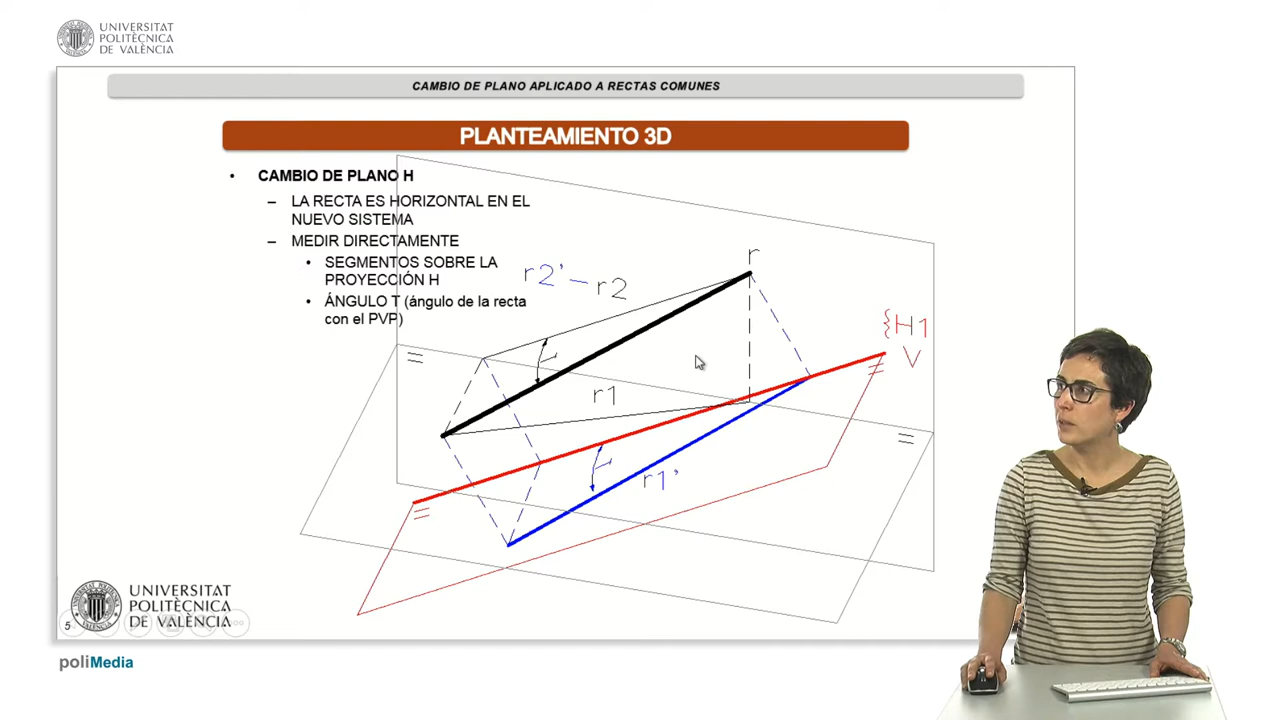 UNIVERSITAT
POLITÈCNICA
DE VALÈNCIA
CAMBIO DE PLANO APLICADO A RECTAS COMUNES
PLANTEAMIENTO 3D
• CAMBIO DE PLANO H
– LA RECTA ES HORIZONTAL EN EL
NUEVO SISTEMA
– MEDIR DIRECTAMENTE
• SEGMENTOS SOBRE LA
PROYECCIÓN H
• ÁNGULO T (ángulo de la recta
con el PVP)
r
r2'–r2
{H1
V
T
r1
T
r1'
UNIVERSITAT
POLITÈCNICA
DE VALÈNCIA
5
poliMedia